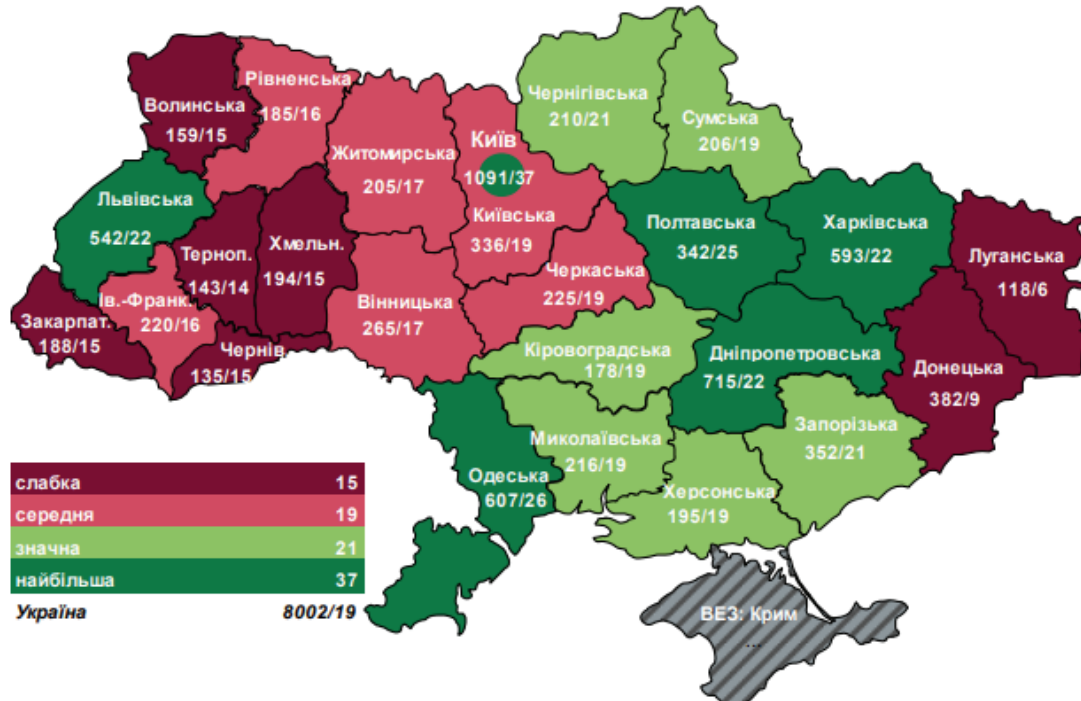 Рівненська
185/16
Волинська
159/15
Чернігівська
210/21
Сумська
206/19
Житомирська
205/17
Київ
1091/37
Київська
336/19
Львівська
542/22
Терноп.
143/14
Хмельн.
194/15
Полтавська
342/25
Харківська
593/22
Луганська
118/6
Черкаська
225/19
Вінницька
265/17
Ів.-Франк.
220/16
Закарпат.
188/15
Чернів
135/15
Кіровоградська
178/19
Дніпропетровська
715/22
Донецька
382/9
Запорізька
352/21
Миколаївська
216/19
Одеська
607/26
Херсонська
195/19
слабка 15
середня 19
значна 21
найбільша 37
Україна 8002/19
ВЕЗ: Крим
...